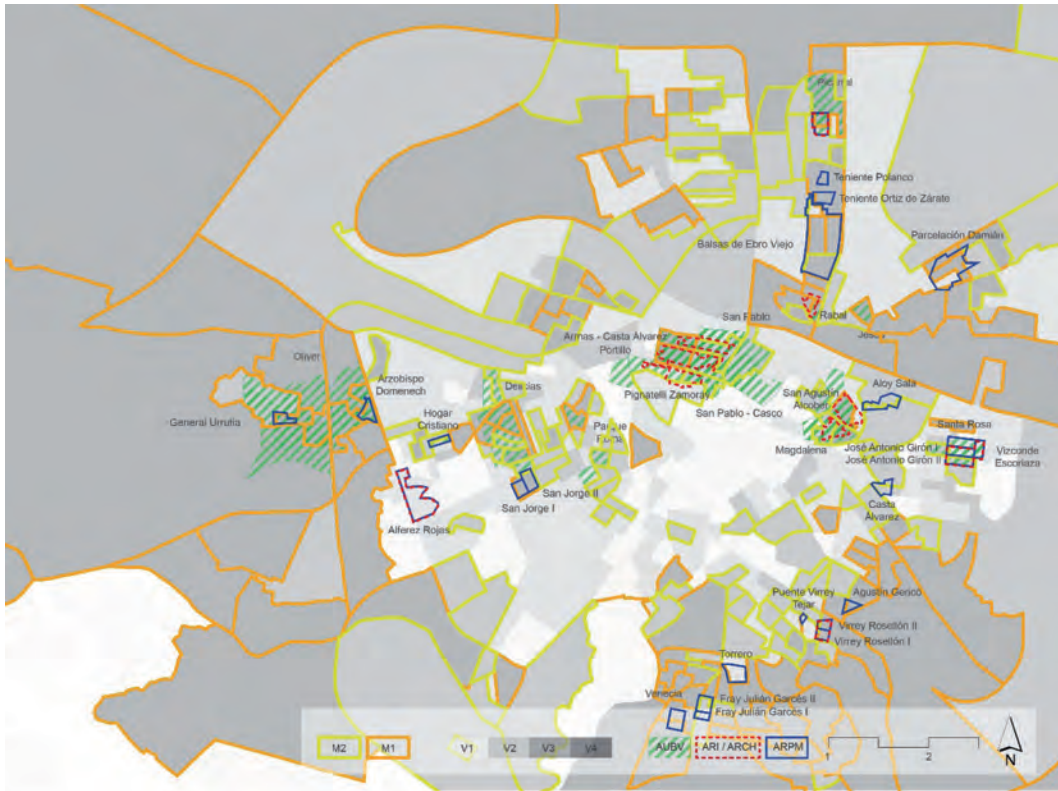 Picarral
Teniente Polanco
Teniente Ortiz de Zárate
Parcelación Damián
Balsas de Ebro Viejo
San Pablo
Rabal
Armas - Casta Álvarez
Portillo
Oliver
Arzobispo
Domenech
Delicias
Pignatelli Zamoray
San Agustín
Alcober
Aloy Sala
General Urrutia
Hogar
Cristiano
San Pablo - Casco
Parque
Santa Rosa
Magdalena
José Antonio Girón I
José Antonio Girón II
Vizconde
Escoriaza
San Jorge II
San Jorge I
Casta
Álvarez
Alferez Rojas
Puente Virrey
Tejar
Agustín Gericó
Virrey Rosellón II
Virrey Rosellón I
Torrero
Venecia
Fray Julián Garcés II
Fray Julián Garcés I
M2 M1 V1 V2 V3 V4 AUBV ARI / ARCH ARPM 1 2 N